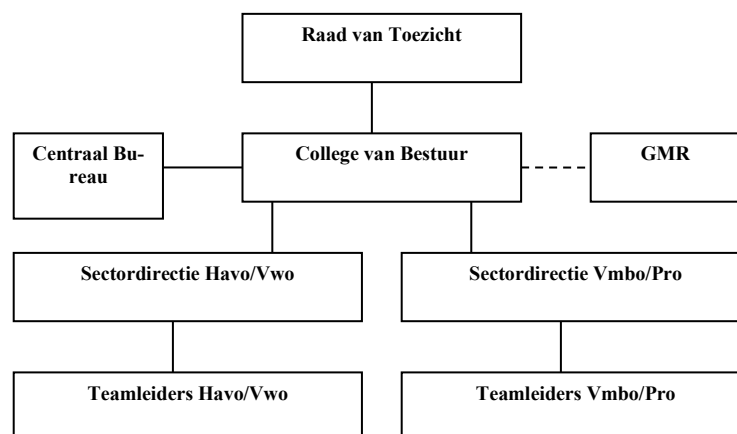 Raad van Toezicht
Centraal Bu-
reau
College van Bestuur
GMR
Sectordirectie Havo/Vwo
Sectordirectie Vmbo/Pro
Teamleiders Havo/Vwo
Teamleiders Vmbo/Pro